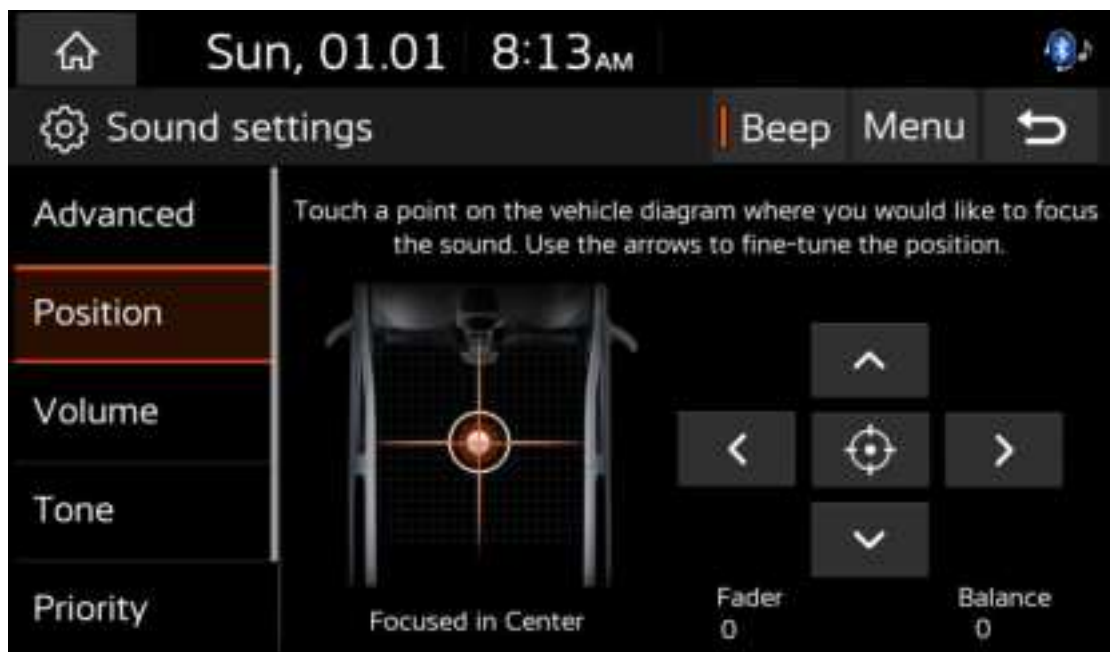 Sun, 01.01 8:13AM
Sound settings Beep Menu
Advanced
Position
Volume
Tone
Priority
Touch a point on the vehicle diagram where you would like to focus
the sound. Use the arrows to fine-tune the position.
Focused in Center
Fader
0
Balance
0